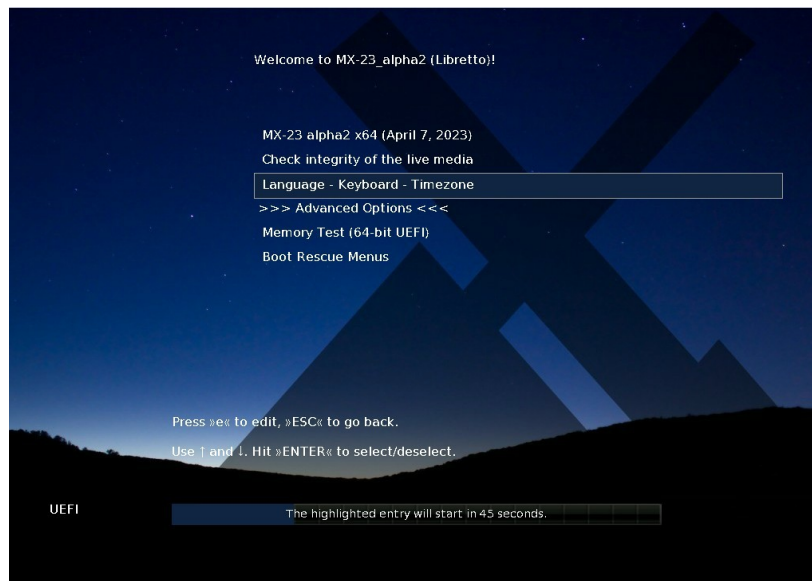 Welcome to MX-23_alpha2 (Libretto)!
MX-23 alpha2 x64 (April 7, 2023)
Check integrity of the live media
Language - Keyboard - Timezone
>>> Advanced Options <<<
Memory Test (64-bit UEFI)
Boot Rescue Menus
Press »e« to edit, »ESC« to go back.
Use ↑ and ↓. Hit »ENTER« to select/deselect.
UEFI
The highlighted entry will start in 45 seconds.